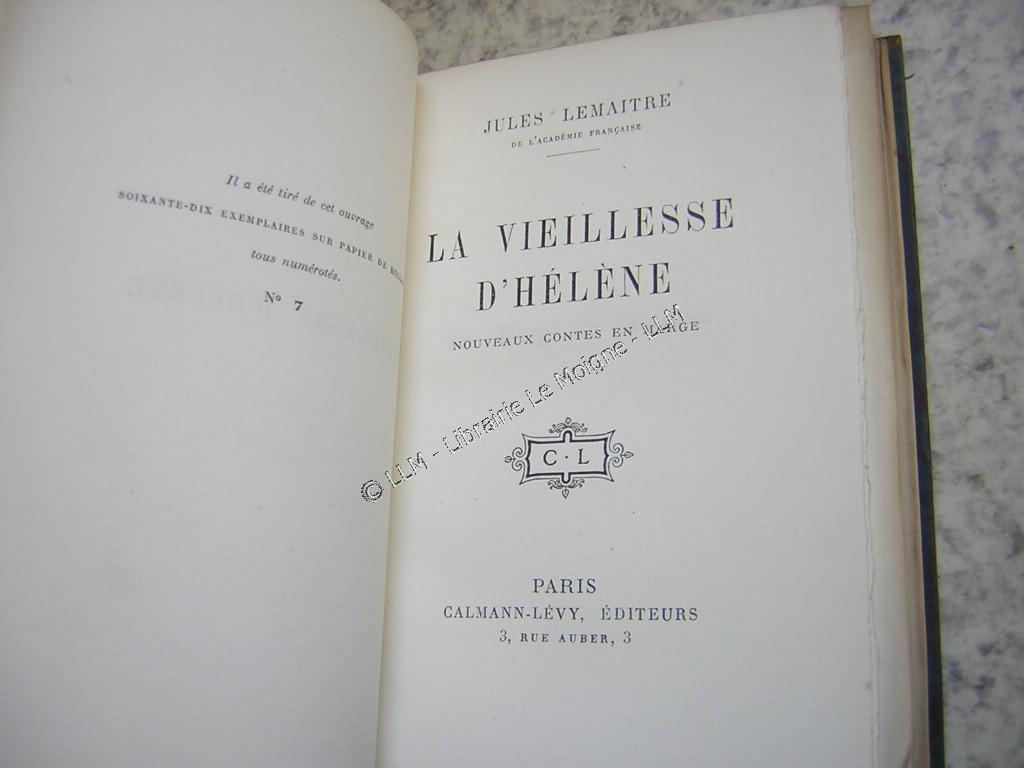 Il a été tiré de cet ouvrage
SOIXANTE-DIX EXEMPLAIRES SUR PAPIER DE
tous numérotés.
Nº 7
JULES LEMAITRE
DE L'ACADÉMIE FRANÇAISE
LA VIEILLESSE
D'HÉLÈNE
NOUVEAUX CONTES EN MARGE
C · L
PARIS
CALMANN-LÉVY, ÉDITEURS
3, RUE AUBER, 3
© LLM - Librairie Le Moigne - LLM